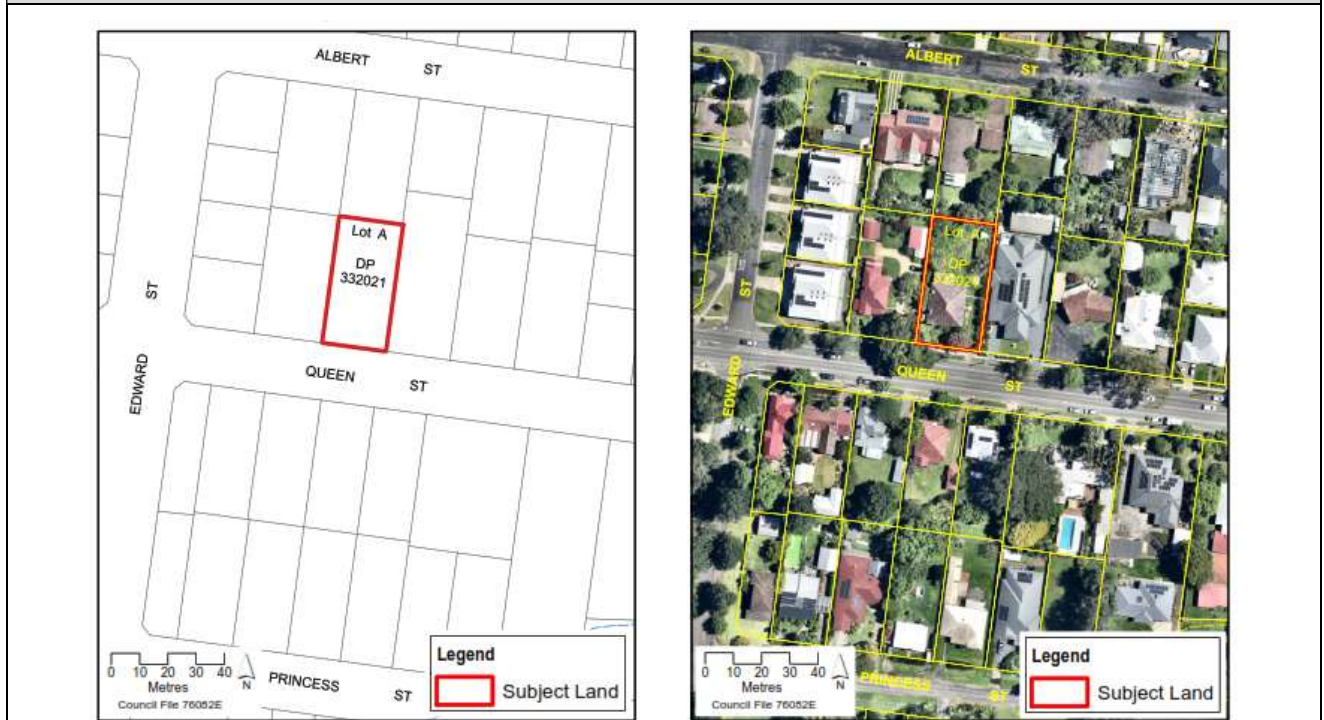 ALBERT ST
Lot A
DP
332021
ST
EDWARD
QUEEN ST
PRINCESS ST
0 10 20 30 40
Metres
N
Council File 76052E
Legend
Subject Land
ALBERT ST
Lot A
DP
ST
EDWARD
QUEEN ST
PRINCESS ST
0 10 20 30 40
Metres
N
Council File 76052E
Legend
Subject Land